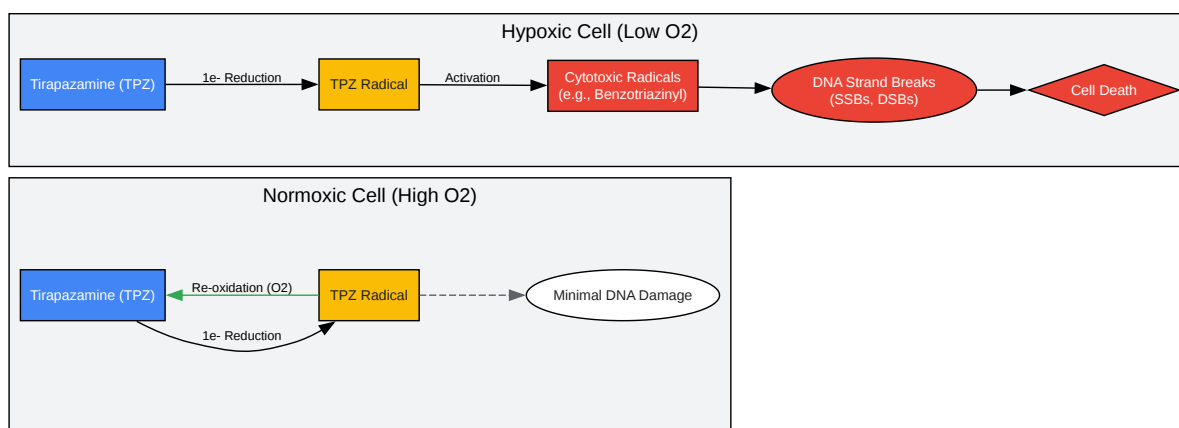 Hypoxic Cell (Low O2)
Tirapazamine (TPZ)
1e- Reduction
TPZ Radical
Activation
Cytotoxic Radicals
(e.g., Benzotriazinyl)
DNA Strand Breaks
(SSBs, DSBs)
Cell Death
Normoxic Cell (High O2)
Tirapazamine (TPZ)
Re-oxidation (O2)
TPZ Radical
Minimal DNA Damage
1e- Reduction